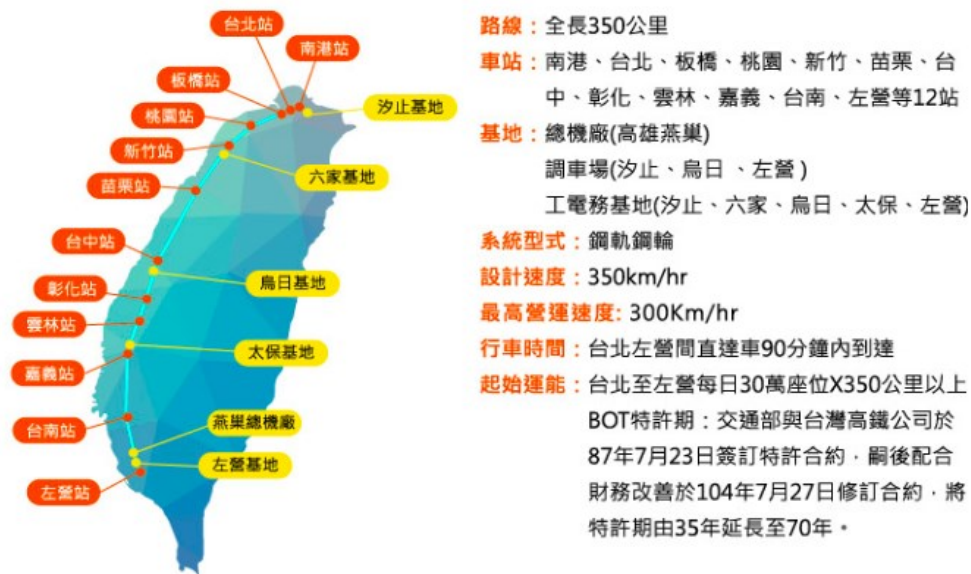 台北站
南港站
板橋站
汐止基地
桃園站
新竹站
六家基地
苗栗站
台中站
烏日基地
彰化站
雲林站
太保基地
嘉義站
燕巢總機廠
台南站
左營基地
左營站
路線：全長350公里
車站：南港、台北、板橋、桃園、新竹、苗栗、台
中、彰化、雲林、嘉義、台南、左營等12站
基地：總機廠(高雄燕巢)
調車場(汐止、烏日 、左營 )
工電務基地(汐止、六家、烏日、太保、左營)
系統型式：鋼軌鋼輪
設計速度：350km/hr
最高營運速度: 300Km/hr
行車時間：台北左營間直達車90分鐘內到達
起始運能：台北至左營每日30萬座位X350公里以上
BOT特許期：交通部與台灣高鐵公司於
87年7月23日簽訂特許合約，嗣後配合
財務改善於104年7月27日修訂合約，將
特許期由35年延長至70年。